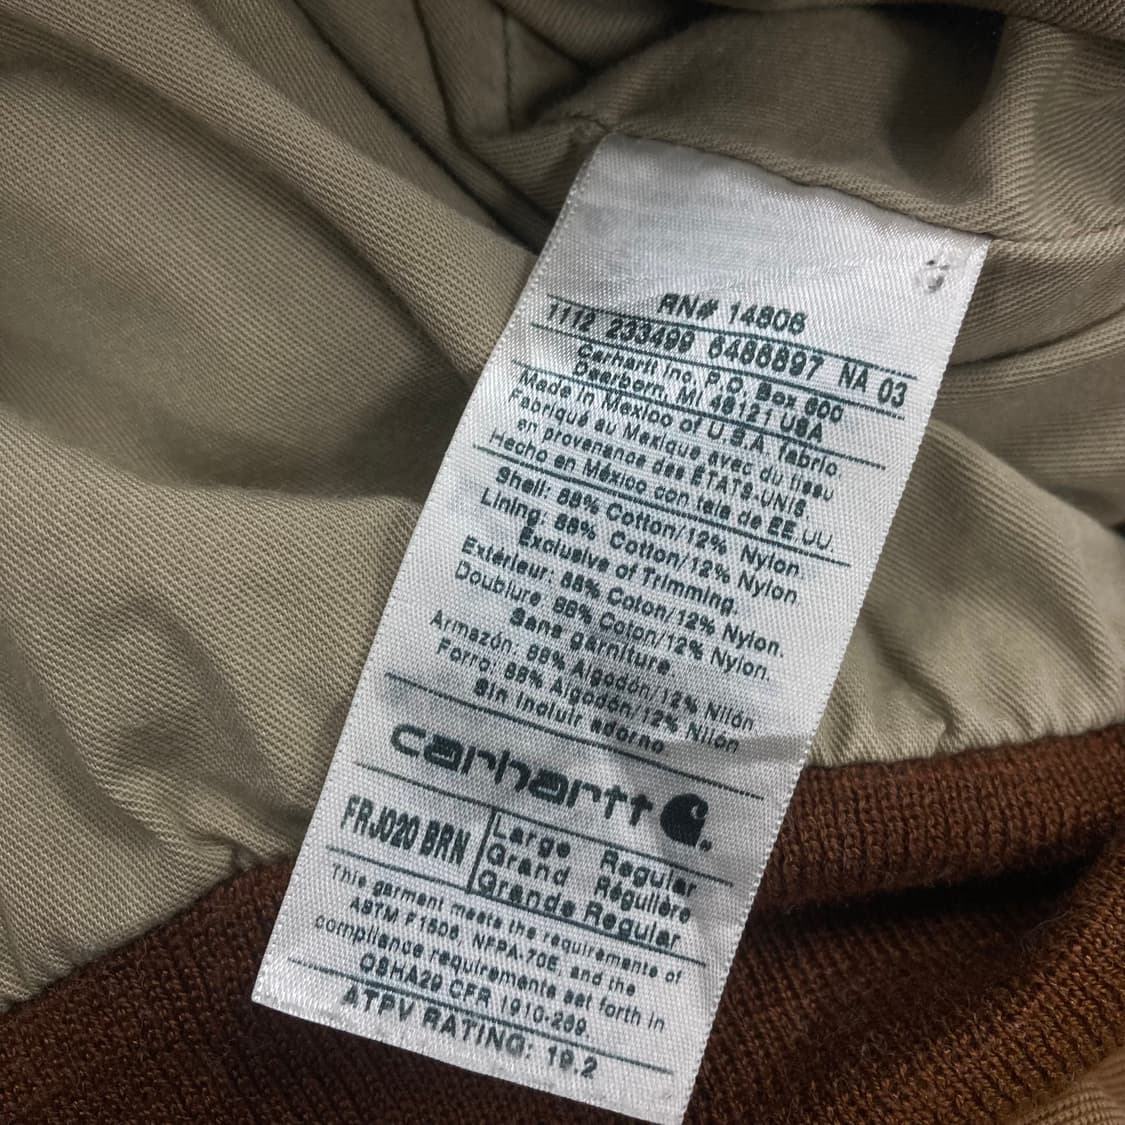 RN# 14806
1112 233499 6486897 NA 03
Carhartt Inc, P.O. Box 600
Dearborn, MI 48121 USA
Made in Mexico of U.S.A. fabric
Fabriqué au Mexique avec du tissu
en provenance des ÉTATS-UNIS
Hecho en México con tela de EE.UU.
Shell: 88% Cotton/12% Nylon.
Lining: 88% Cotton/12% Nylon.
Exclusive of Trimming.
Extérieur: 88% Coton/12% Nylon.
Doublure: 88% Coton/12% Nylon.
Sans garniture.
Armazón: 88% Algodón/12% Nilón
Forro: 88% Algodón/12% Nilón
Sin incluir adorno
carhartt
FRJ020 BRN
Large Regular
Grand Régulière
Grande Regular
This garment meets the requirements of
ASTM F1506, NFPA-70E, and the
compliance requirements set forth in
OSHA29 CFR 1910-269.
ATPV RATING: 19.2